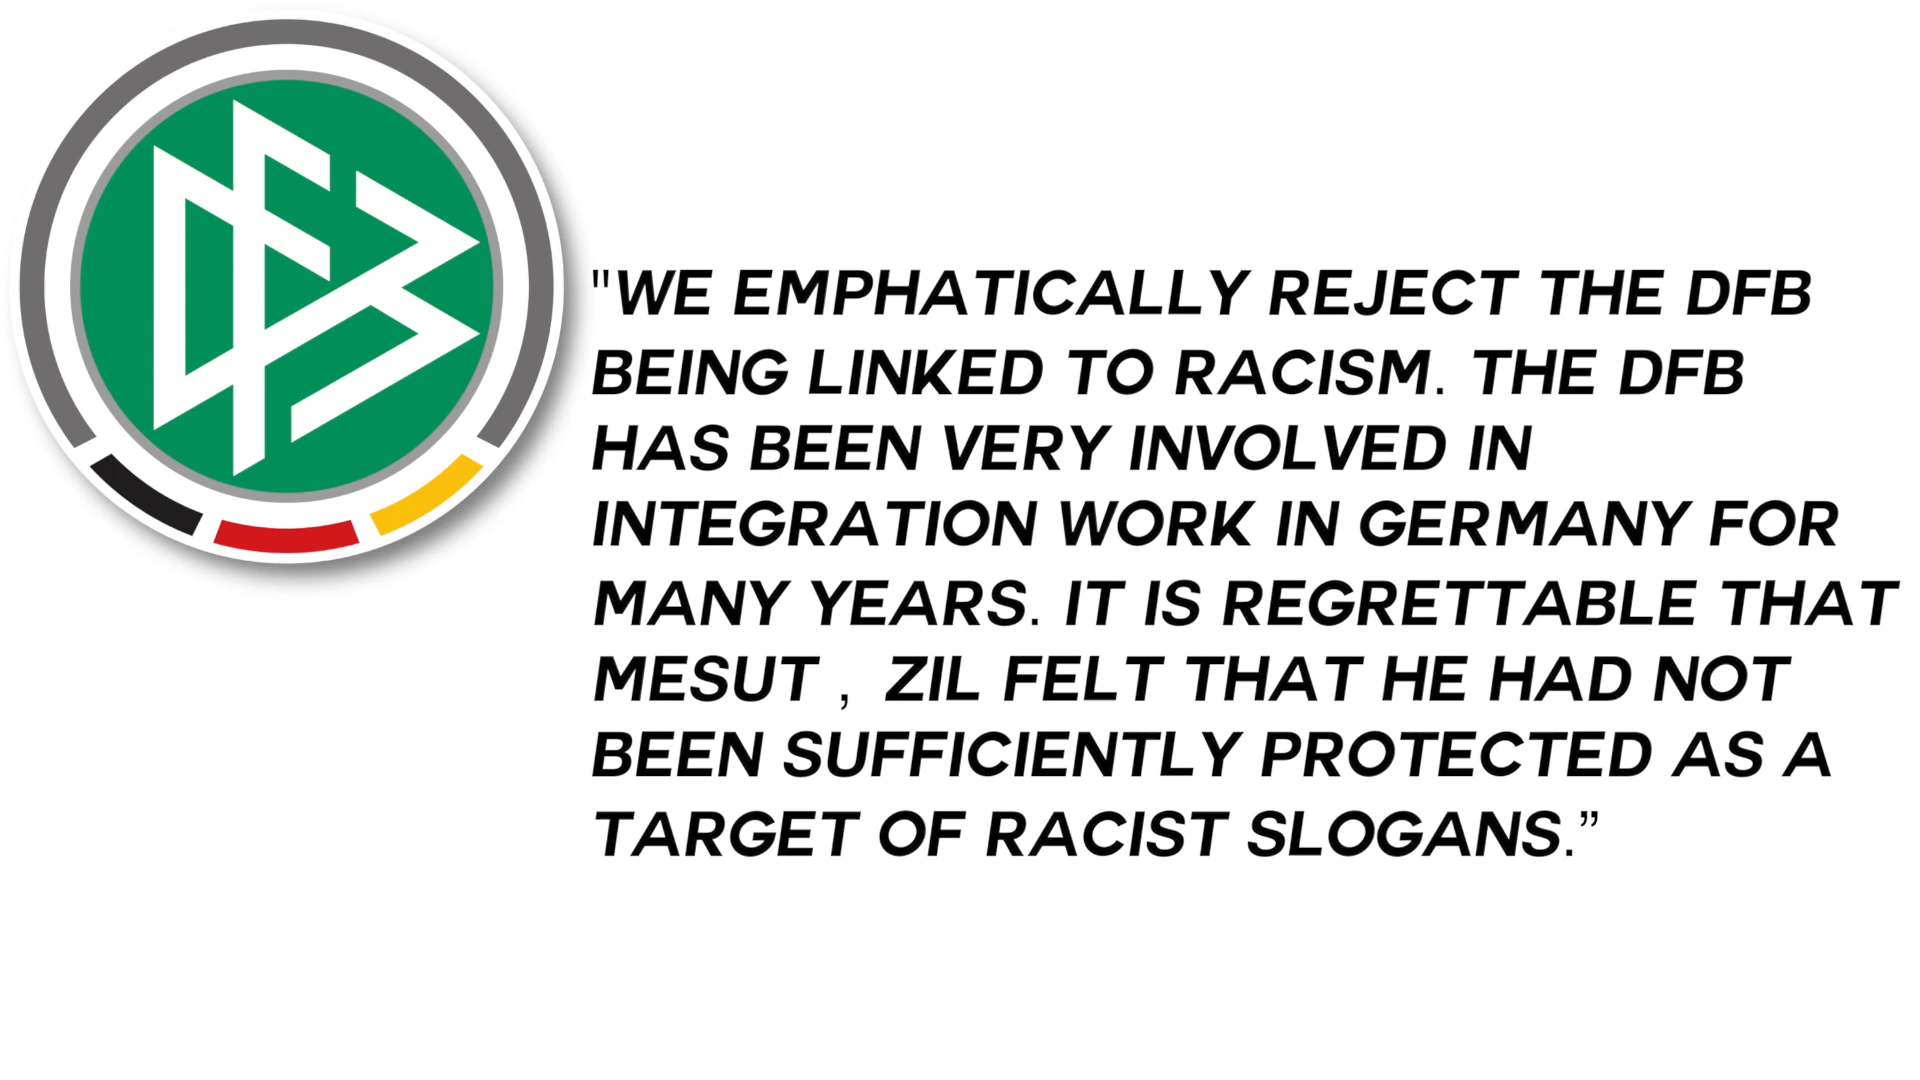 DFB
"WE EMPHATICALLY REJECT THE DFB
BEING LINKED TO RACISM. THE DFB
HAS BEEN VERY INVOLVED IN
INTEGRATION WORK IN GERMANY FOR
MANY YEARS. IT IS REGRETTABLE THAT
MESUT , ZIL FELT THAT HE HAD NOT
BEEN SUFFICIENTLY PROTECTED AS A
TARGET OF RACIST SLOGANS.”